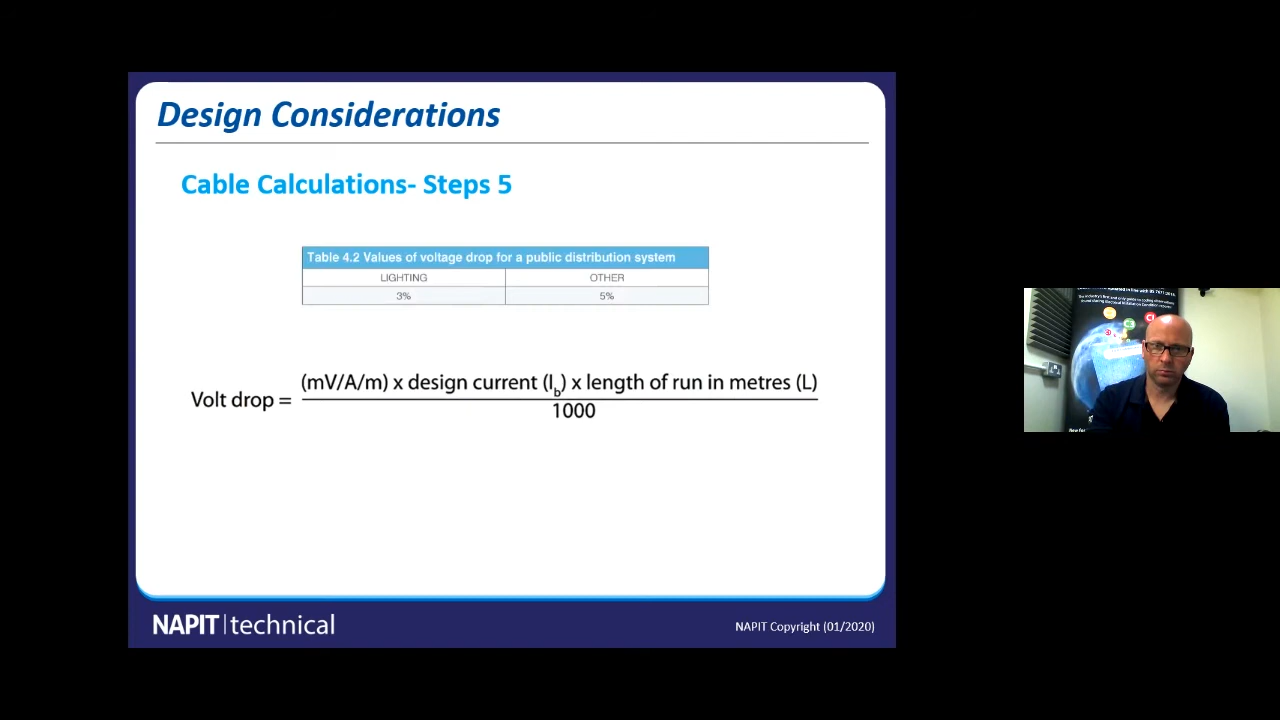 Design Considerations
Cable Calculations- Steps 5
Table 4.2 Values of voltage drop for a public distribution system
LIGHTING OTHER
3% 5%
Volt drop = (mV/A/m) x design current (Ib) x length of run in metres (L)
1000
NAPIT | technical
NAPIT Copyright (01/2020)